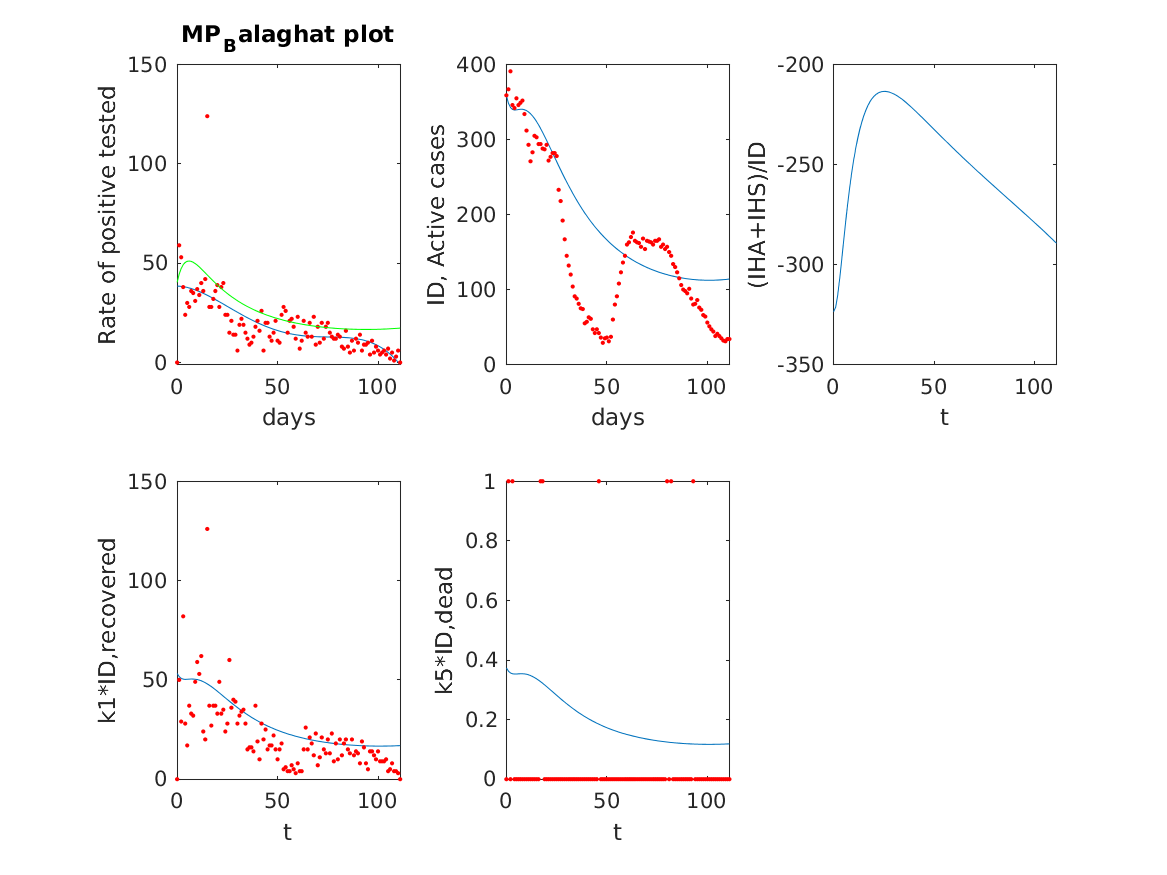 MP_Balaghat plot
150
100
50
0
0 50 100
days
Rate of positive tested
400
300
200
100
0
0 50 100
days
ID, Active cases
-200
-250
-300
-350
0 50 100
t
(IHA+IHS)/ID
150
100
50
0
0 50 100
t
k1*ID,recovered
1
0.8
0.6
0.4
0.2
0
0 50 100
t
k5*ID,dead